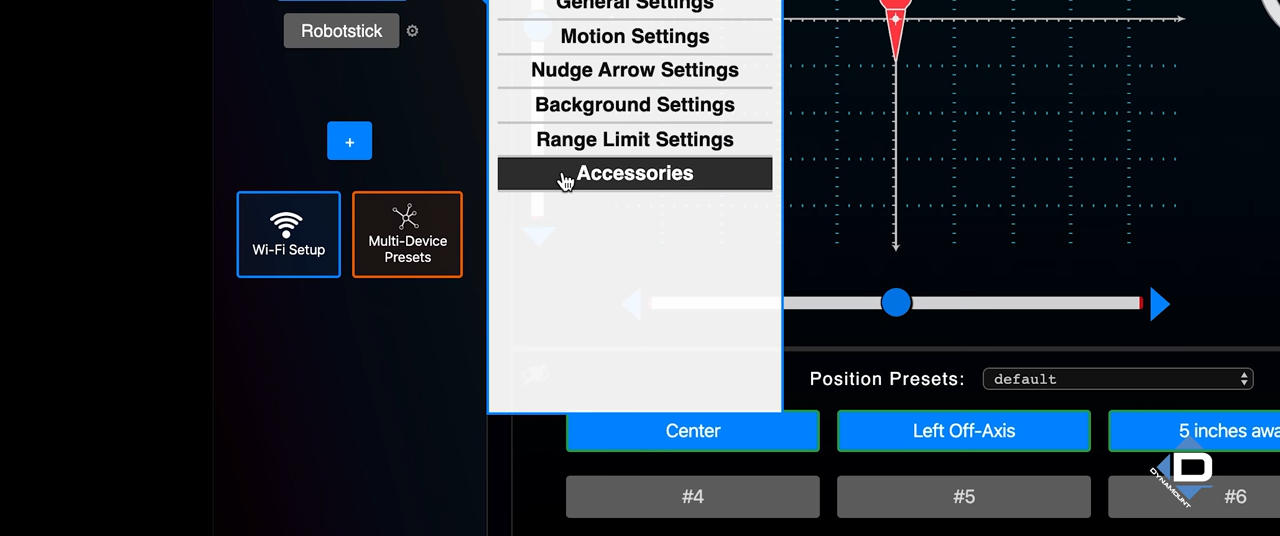 General Settings
Robotstick
Motion Settings
Nudge Arrow Settings
Background Settings
Range Limit Settings
+
Accessories
Wi-Fi Setup
Multi-Device
Presets
Position Presets:
default
Center
Left Off-Axis
5 inches awa
#4
#5
#6
D
DYNAMOUNT